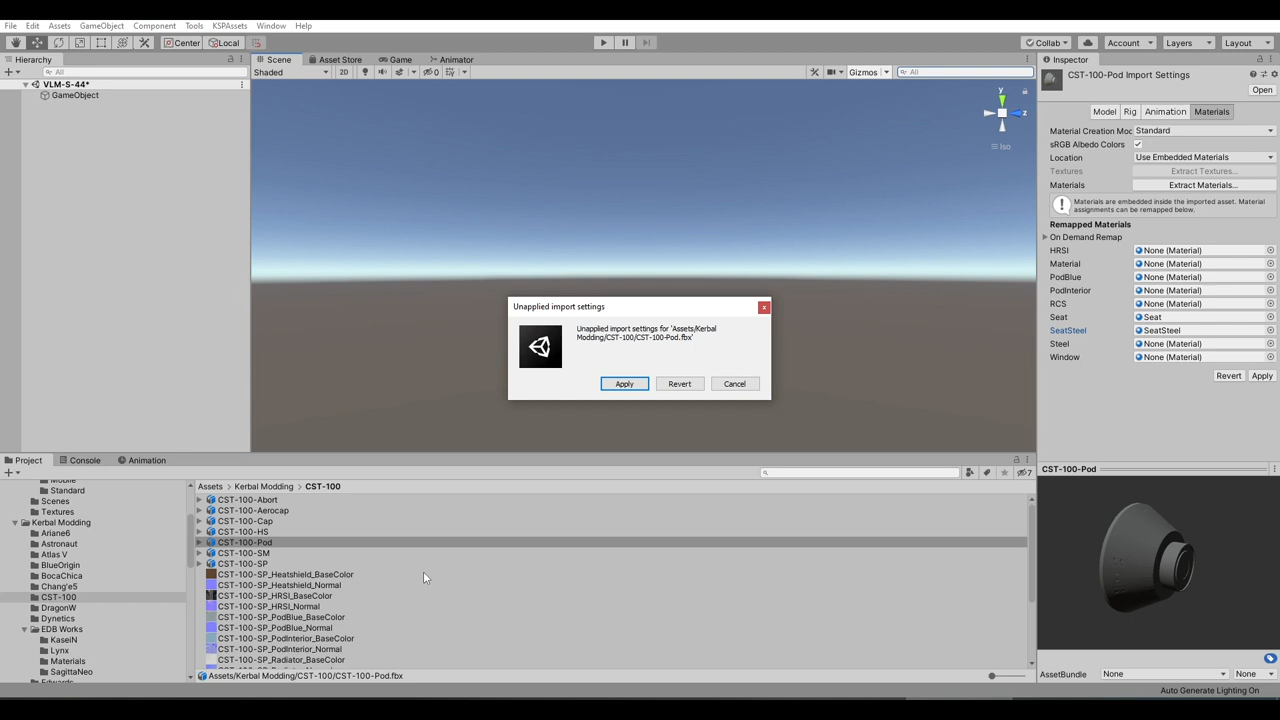 File Edit Assets GameObject Component Tools KSPAssets Window Help
Center Local Collab Account Layers Layout
Hierarchy Scene Asset Store Game Animator Inspector
All Shaded 2D 0 Gizmos All
VLM-S-44*
GameObject
y
z
Iso
CST-100-Pod Import Settings
Open
Model Rig Animation Materials
Material Creation Moc Standard
sRGB Albedo Colors
Location Use Embedded Materials
Textures Extract Textures...
Materials Extract Materials...
Materials are embedded inside the imported asset. Material
assignments can be remapped below.
Remapped Materials
On Demand Remap
HRSI None (Material)
Material None (Material)
PodBlue None (Material)
PodInterior None (Material)
RCS None (Material)
Seat Seat
SeatSteel SeatSteel
Steel None (Material)
Window None (Material)
Revert Apply
Unapplied import settings
x
Unapplied import settings for 'Assets/Kerbal
Modding/CST-100/CST-100-Pod.fbx'
Apply Revert Cancel
Project Console Animation
7
Mobile
Standard
Scenes
Textures
Kerbal Modding
Ariane6
Astronaut
Atlas V
BlueOrigin
BocaChica
Chang'e5
CST-100
DragonW
Dynetics
EDB Works
KaseiN
Lynx
Materials
SagittaNeo
Edwards
Assets Kerbal Modding CST-100
CST-100-Abort
CST-100-Aerocap
CST-100-Cap
CST-100-HS
CST-100-Pod
CST-100-SM
CST-100-SP
CST-100-SP_Heatshield_BaseColor
CST-100-SP_Heatshield_Normal
CST-100-SP_HRSI_BaseColor
CST-100-SP_HRSI_Normal
CST-100-SP_PodBlue_BaseColor
CST-100-SP_PodBlue_Normal
CST-100-SP_PodInterior_BaseColor
CST-100-SP_PodInterior_Normal
CST-100-SP_Radiator_BaseColor
Assets/Kerbal Modding/CST-100/CST-100-Pod.fbx
CST-100-Pod
AssetBundle None None
Auto Generate Lighting On